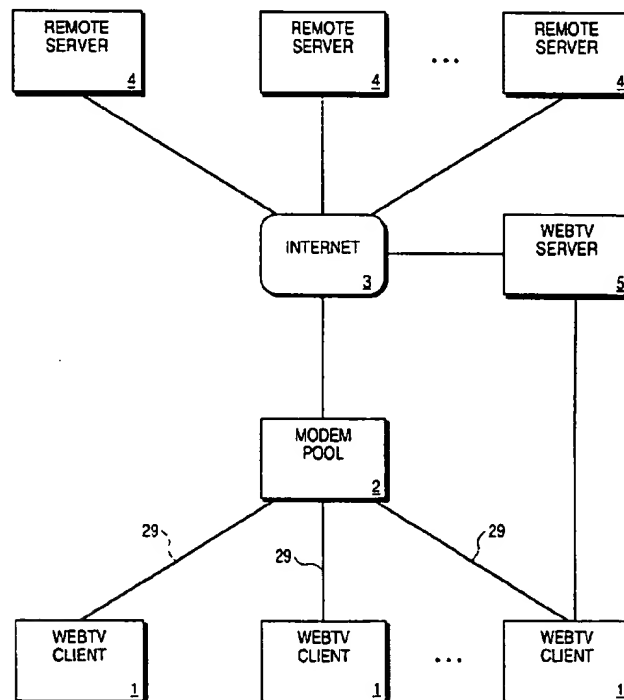 REMOTE
SERVER
4
REMOTE
SERVER
4
...
REMOTE
SERVER
4
INTERNET
3
WEBTV
SERVER
5
MODEM
POOL
2
29
29
29
WEBTV
CLIENT
1
WEBTV
CLIENT
1
...
WEBTV
CLIENT
1